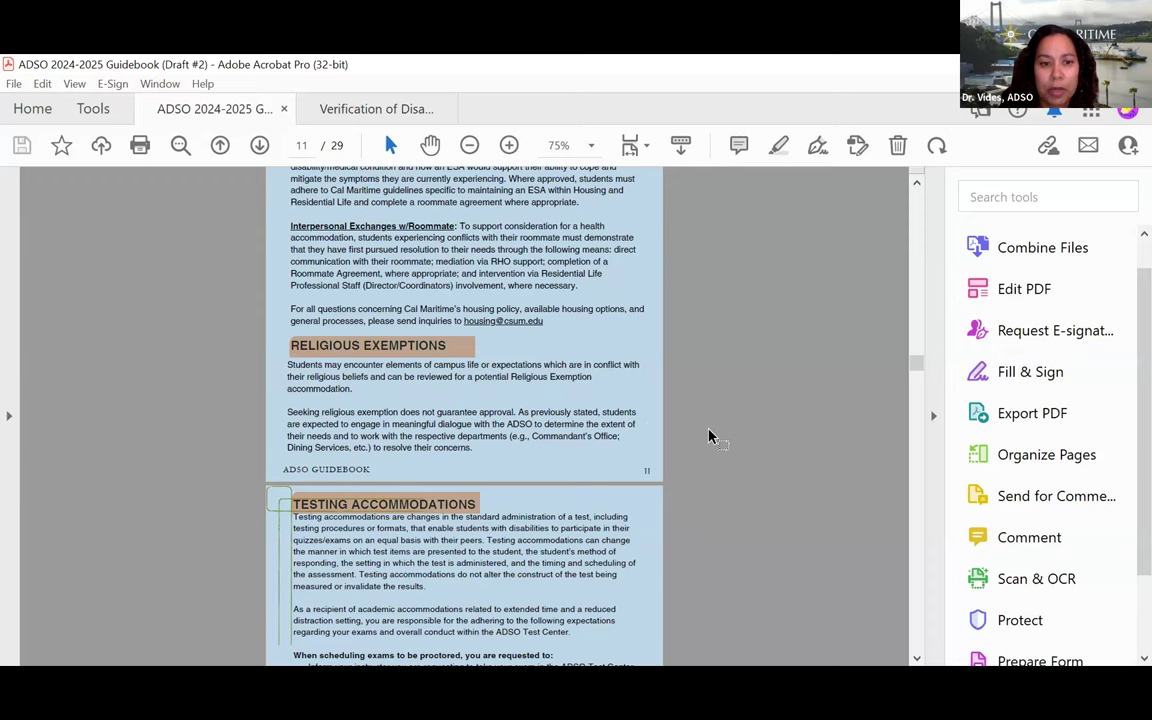 ADSO 2024-2025 Guidebook (Draft #2) - Adobe Acrobat Pro (32-bit)
File Edit View E-Sign Window Help
Home Tools ADSO 2024-2025 G... × Verification of Disa...
11 / 29 75%
disability/medical condition and how an ESA would support their ability to cope and
mitigate the symptoms they are currently experiencing. Where approved, students must
adhere to Cal Maritime guidelines specific to maintaining an ESA within Housing and
Residential Life and complete a roommate agreement where appropriate.
Interpersonal Exchanges w/Roommate: To support consideration for a health
accommodation, students experiencing conflicts with their roommate must demonstrate
that they have first pursued resolution to their needs through the following means: direct
communication with their roommate; mediation via RHO support; completion of a
Roommate Agreement, where appropriate; and intervention via Residential Life
Professional Staff (Director/Coordinators) involvement, where necessary.
For all questions concerning Cal Maritime's housing policy, available housing options, and
general processes, please send inquiries to housing@csum.edu
RELIGIOUS EXEMPTIONS
Students may encounter elements of campus life or expectations which are in conflict with
their religious beliefs and can be reviewed for a potential Religious Exemption
accommodation.
Seeking religious exemption does not guarantee approval. As previously stated, students
are expected to engage in meaningful dialogue with the ADSO to determine the extent of
their needs and to work with the respective departments (e.g., Commandant's Office;
Dining Services, etc.) to resolve their concerns.
ADSO GUIDEBOOK 11
TESTING ACCOMMODATIONS
Testing accommodations are changes in the standard administration of a test, including
testing procedures or formats, that enable students with disabilities to participate in their
quizzes/exams on an equal basis with their peers. Testing accommodations can change
the manner in which test items are presented to the student, the student's method of
responding, the setting in which the test is administered, and the timing and scheduling of
the assessment. Testing accommodations do not alter the construct of the test being
measured or invalidate the results.
As a recipient of academic accommodations related to extended time and a reduced
distraction setting, you are responsible for the adhering to the following expectations
regarding your exams and overall conduct within the ADSO Test Center.
When scheduling exams to be proctored, you are requested to:
Search tools
Combine Files
Edit PDF
Request E-signat...
Fill & Sign
Export PDF
Organize Pages
Send for Comme...
Comment
Scan & OCR
Protect
Prepare Form
Dr. Vides, ADSO